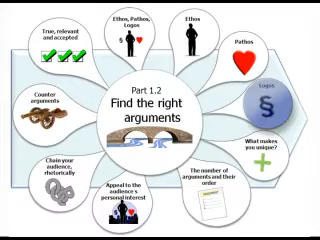 Part 1.2
Find the right
arguments
True, relevant
and accepted
Ethos, Pathos,
Logos
§
Ethos
Pathos
Logos
§
What makes
you unique?
The number of
arguments and their
order
Appeal to the
audience´s
personal interest
§
Chain your
audience,
rhetorically
Counter
arguments